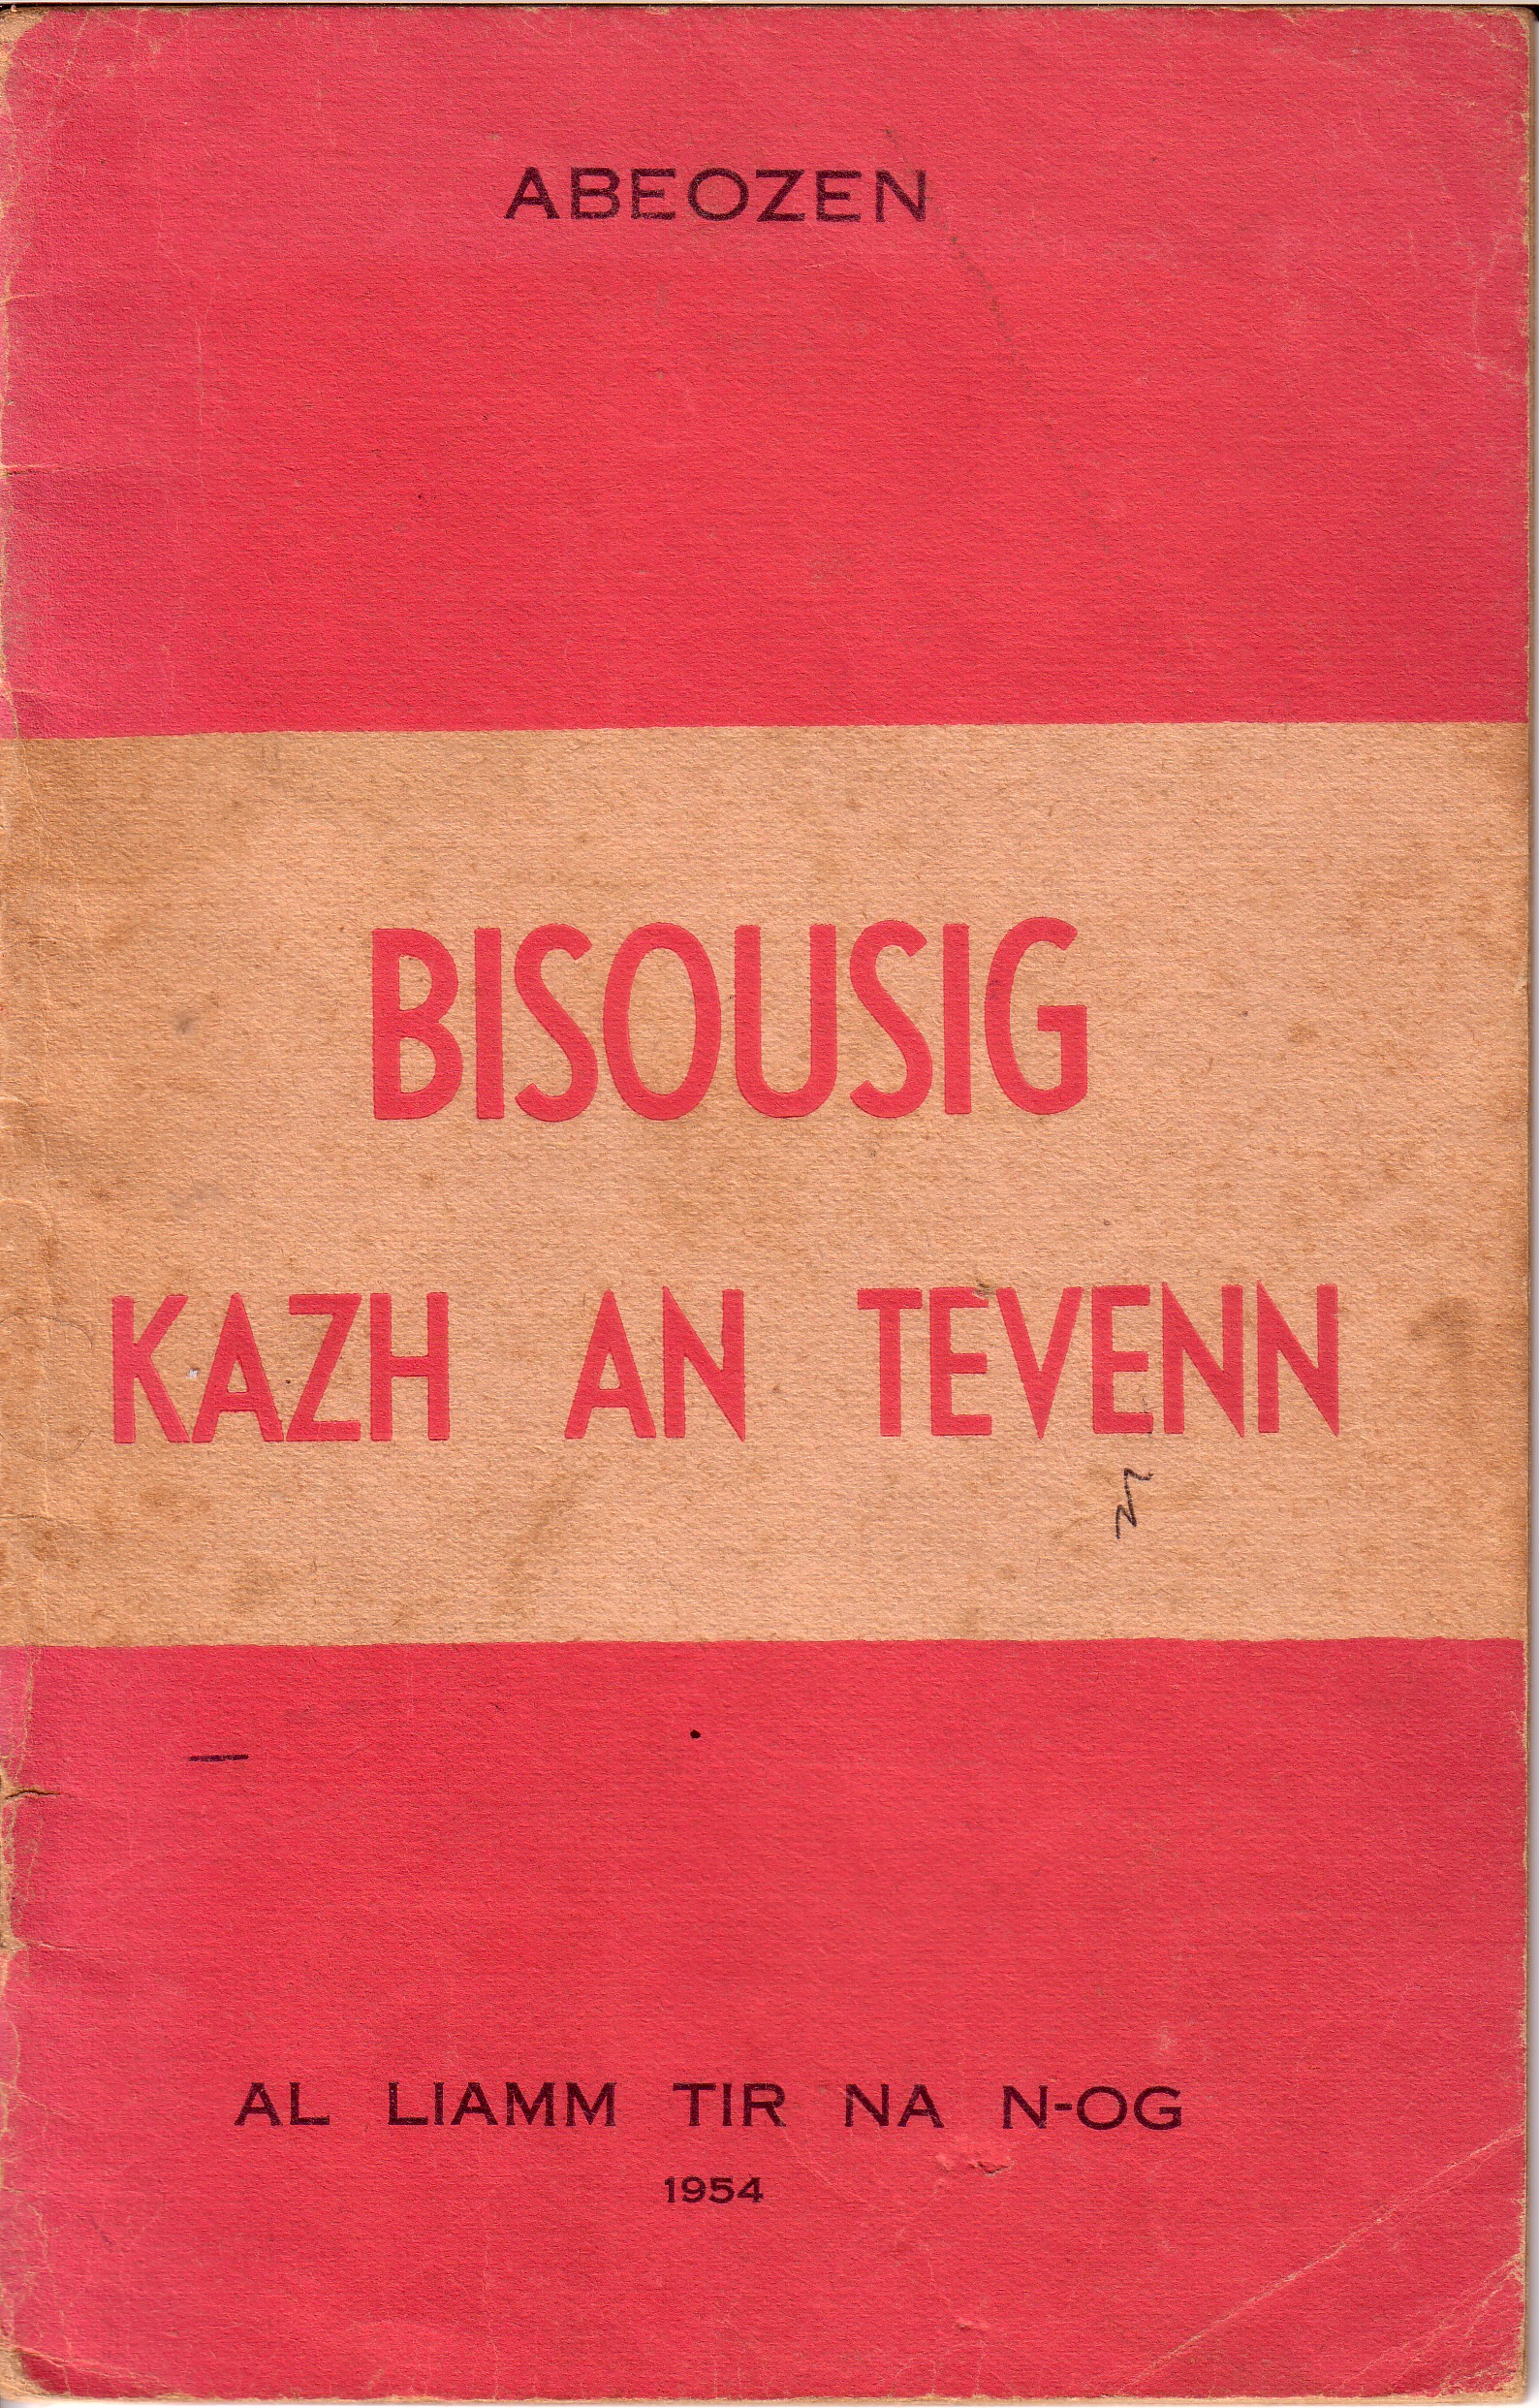 ABEOZEN
BISOUSIG
KAZH AN TEVENN
AL LIAMM TIR NA N-OG
1954